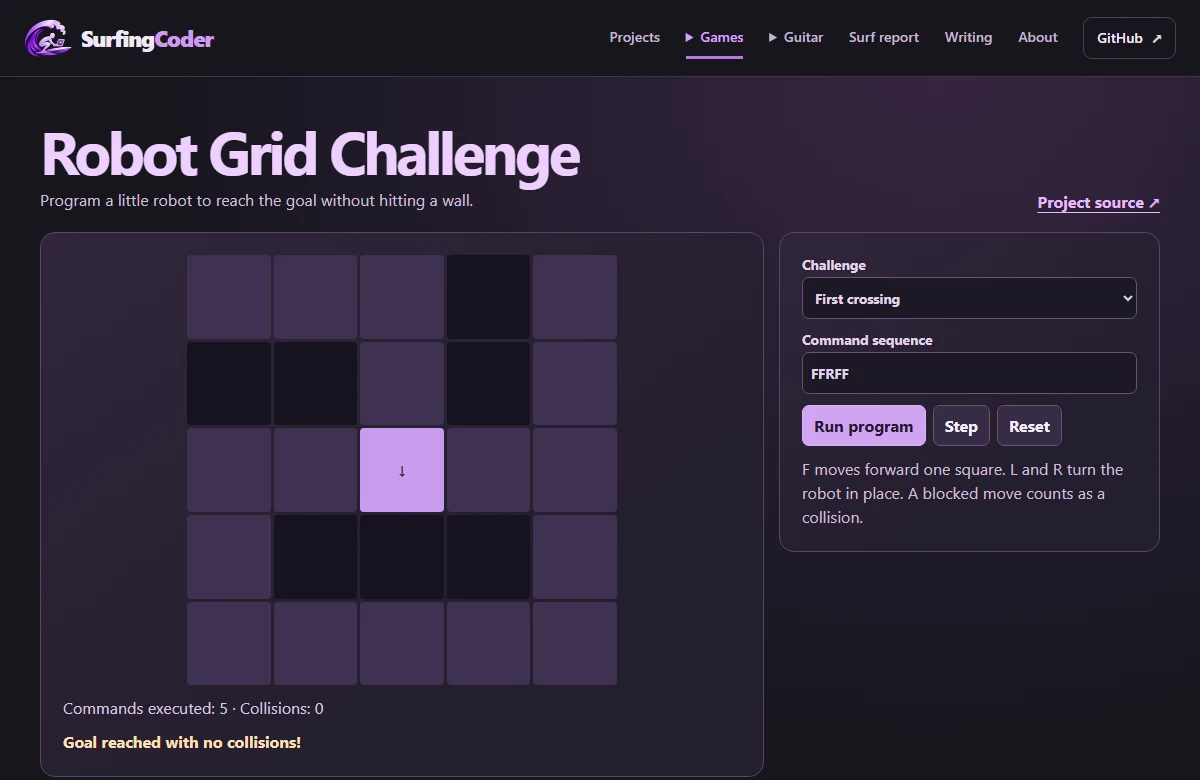 SurfingCoder
Projects ▶ Games ▶ Guitar Surf report Writing About GitHub ↗
Robot Grid Challenge
Program a little robot to reach the goal without hitting a wall.
Project source ↗
Challenge
First crossing
Command sequence
FFRFF
Run program Step Reset
F moves forward one square. L and R turn the
robot in place. A blocked move counts as a
collision.
↓
Commands executed: 5 · Collisions: 0
Goal reached with no collisions!